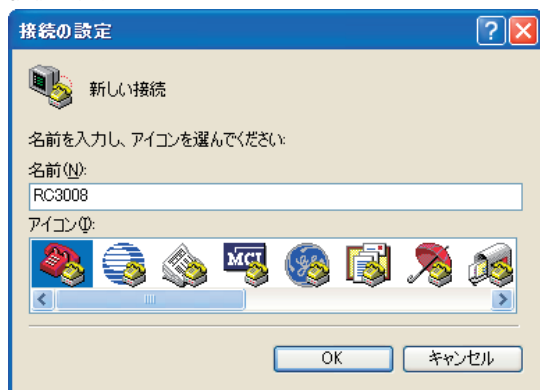 接続の設定
新しい接続
名前を入力し、アイコンを選んでください:
名前(N):
RC3008
アイコン(I):
MCI
OK
キャンセル